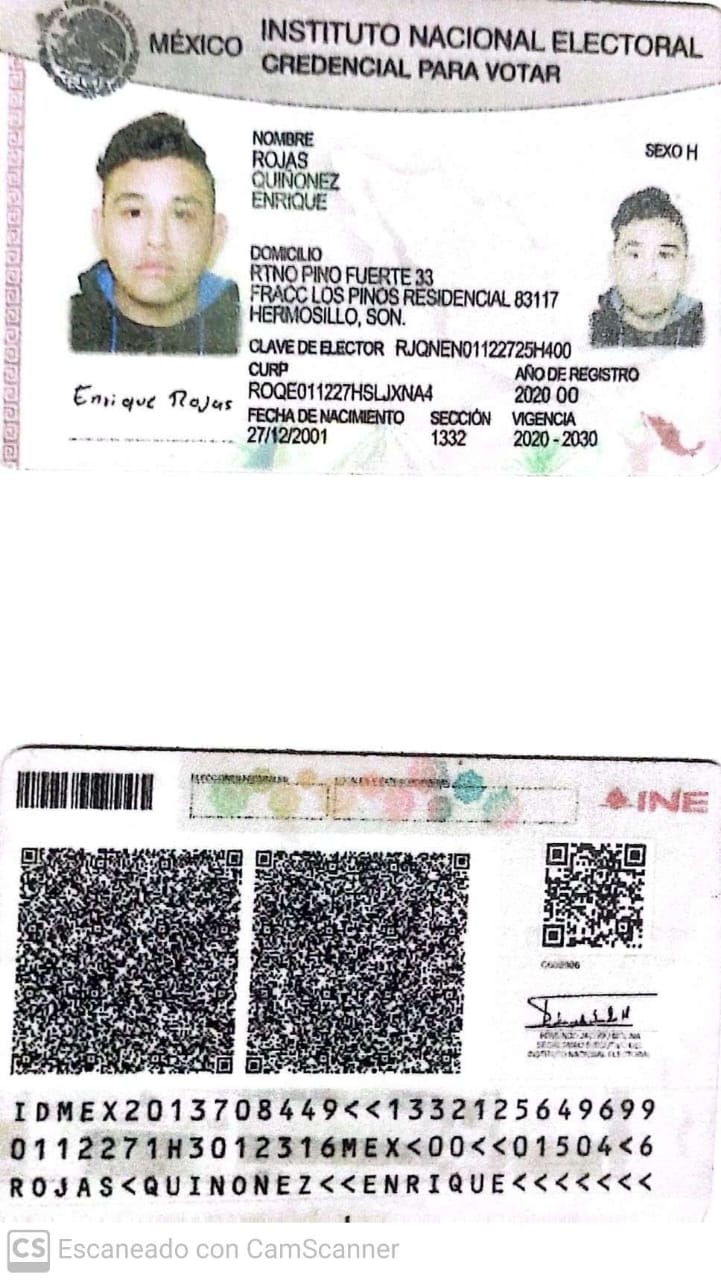 MÉXICO
INSTITUTO NACIONAL ELECTORAL
CREDENCIAL PARA VOTAR
NOMBRE
ROJAS
QUIÑONEZ
ENRIQUE
SEXO H
DOMICILIO
RTNO PINO FUERTE 33
FRACC LOS PINOS RESIDENCIAL 83117
HERMOSILLO, SON.
CLAVE DE ELECTOR RJQNEN01122725H400
CURP
ROQE011227HSLJXNA4
AÑO DE REGISTRO
2020 00
FECHA DE NACIMIENTO
27/12/2001
SECCIÓN
1332
VIGENCIA
2020 - 2030
Enrique Rojas
INE
IDMEX2013708449<<1332125649699
0112271H3012316MEX<00<<01504<6
ROJAS<QUINONEZ<<ENRIQUE<<<<<<<
CS Escaneado con CamScanner